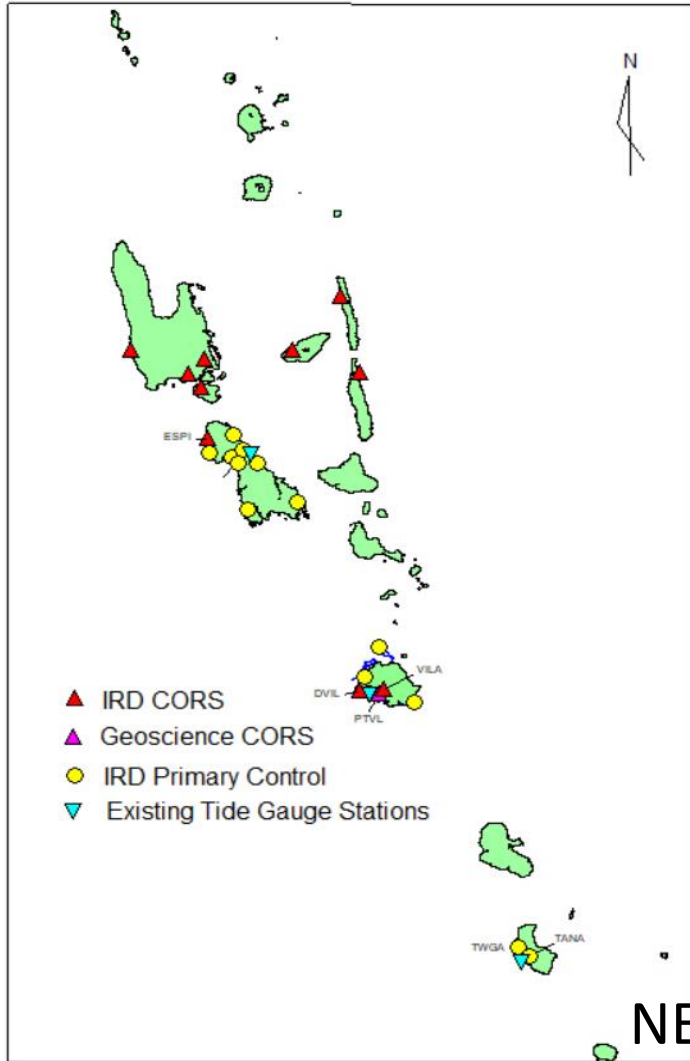 N
ESPI
VILA
DVIL
PTVL
IRD CORS
Geoscience CORS
IRD Primary Control
Existing Tide Gauge Stations
TWGA
TANA
NE